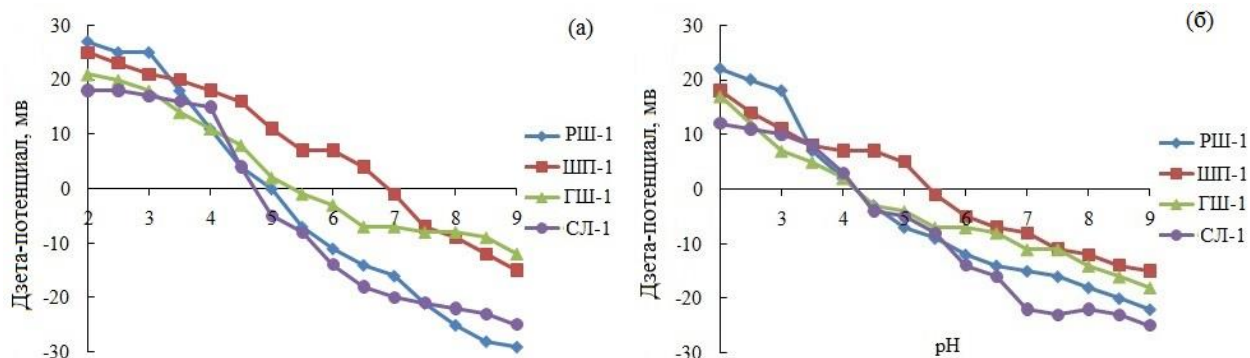 (а)
Дзета-потенциал, мв
30
20
10
0
-10
-20
-30
2 3 4 5 6 7 8 9
РШ-1
ШП-1
ГШ-1
СЛ-1
(б)
Дзета-потенциал, мв
30
20
10
0
-10
-20
-30
3 4 5 6 7 8 9
рН
РШ-1
ШП-1
ГШ-1
СЛ-1